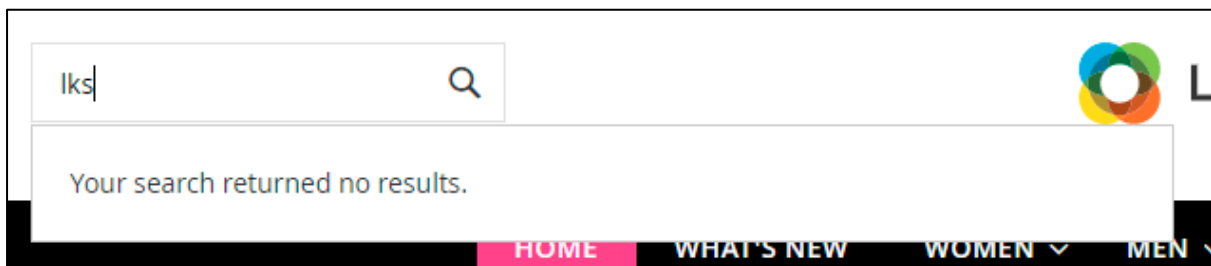 lks
L
Your search returned no results.
HOME WHAT'S NEW WOMEN MEN